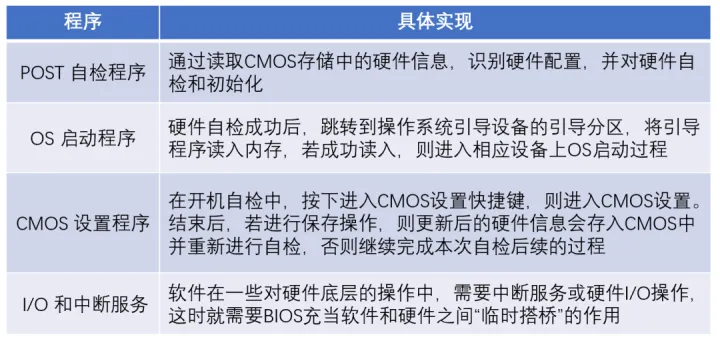 程序
具体实现
POST 自检程序
通过读取CMOS存储中的硬件信息，识别硬件配置，并对硬件自
检和初始化
OS 启动程序
硬件自检成功后，跳转到操作系统引导设备的引导分区，将引导
程序读入内存，若成功读入，则进入相应设备上OS启动过程
CMOS 设置程序
在开机自检中，按下进入CMOS设置快捷键，则进入CMOS设置。
结束后，若进行保存操作，则更新后的硬件信息会存入CMOS中
并重新进行自检，否则继续完成本次自检后续的过程
I/O 和中断服务
软件在一些对硬件底层的操作中，需要中断服务或硬件I/O操作，
这时就需要BIOS充当软件和硬件之间“临时搭桥”的作用